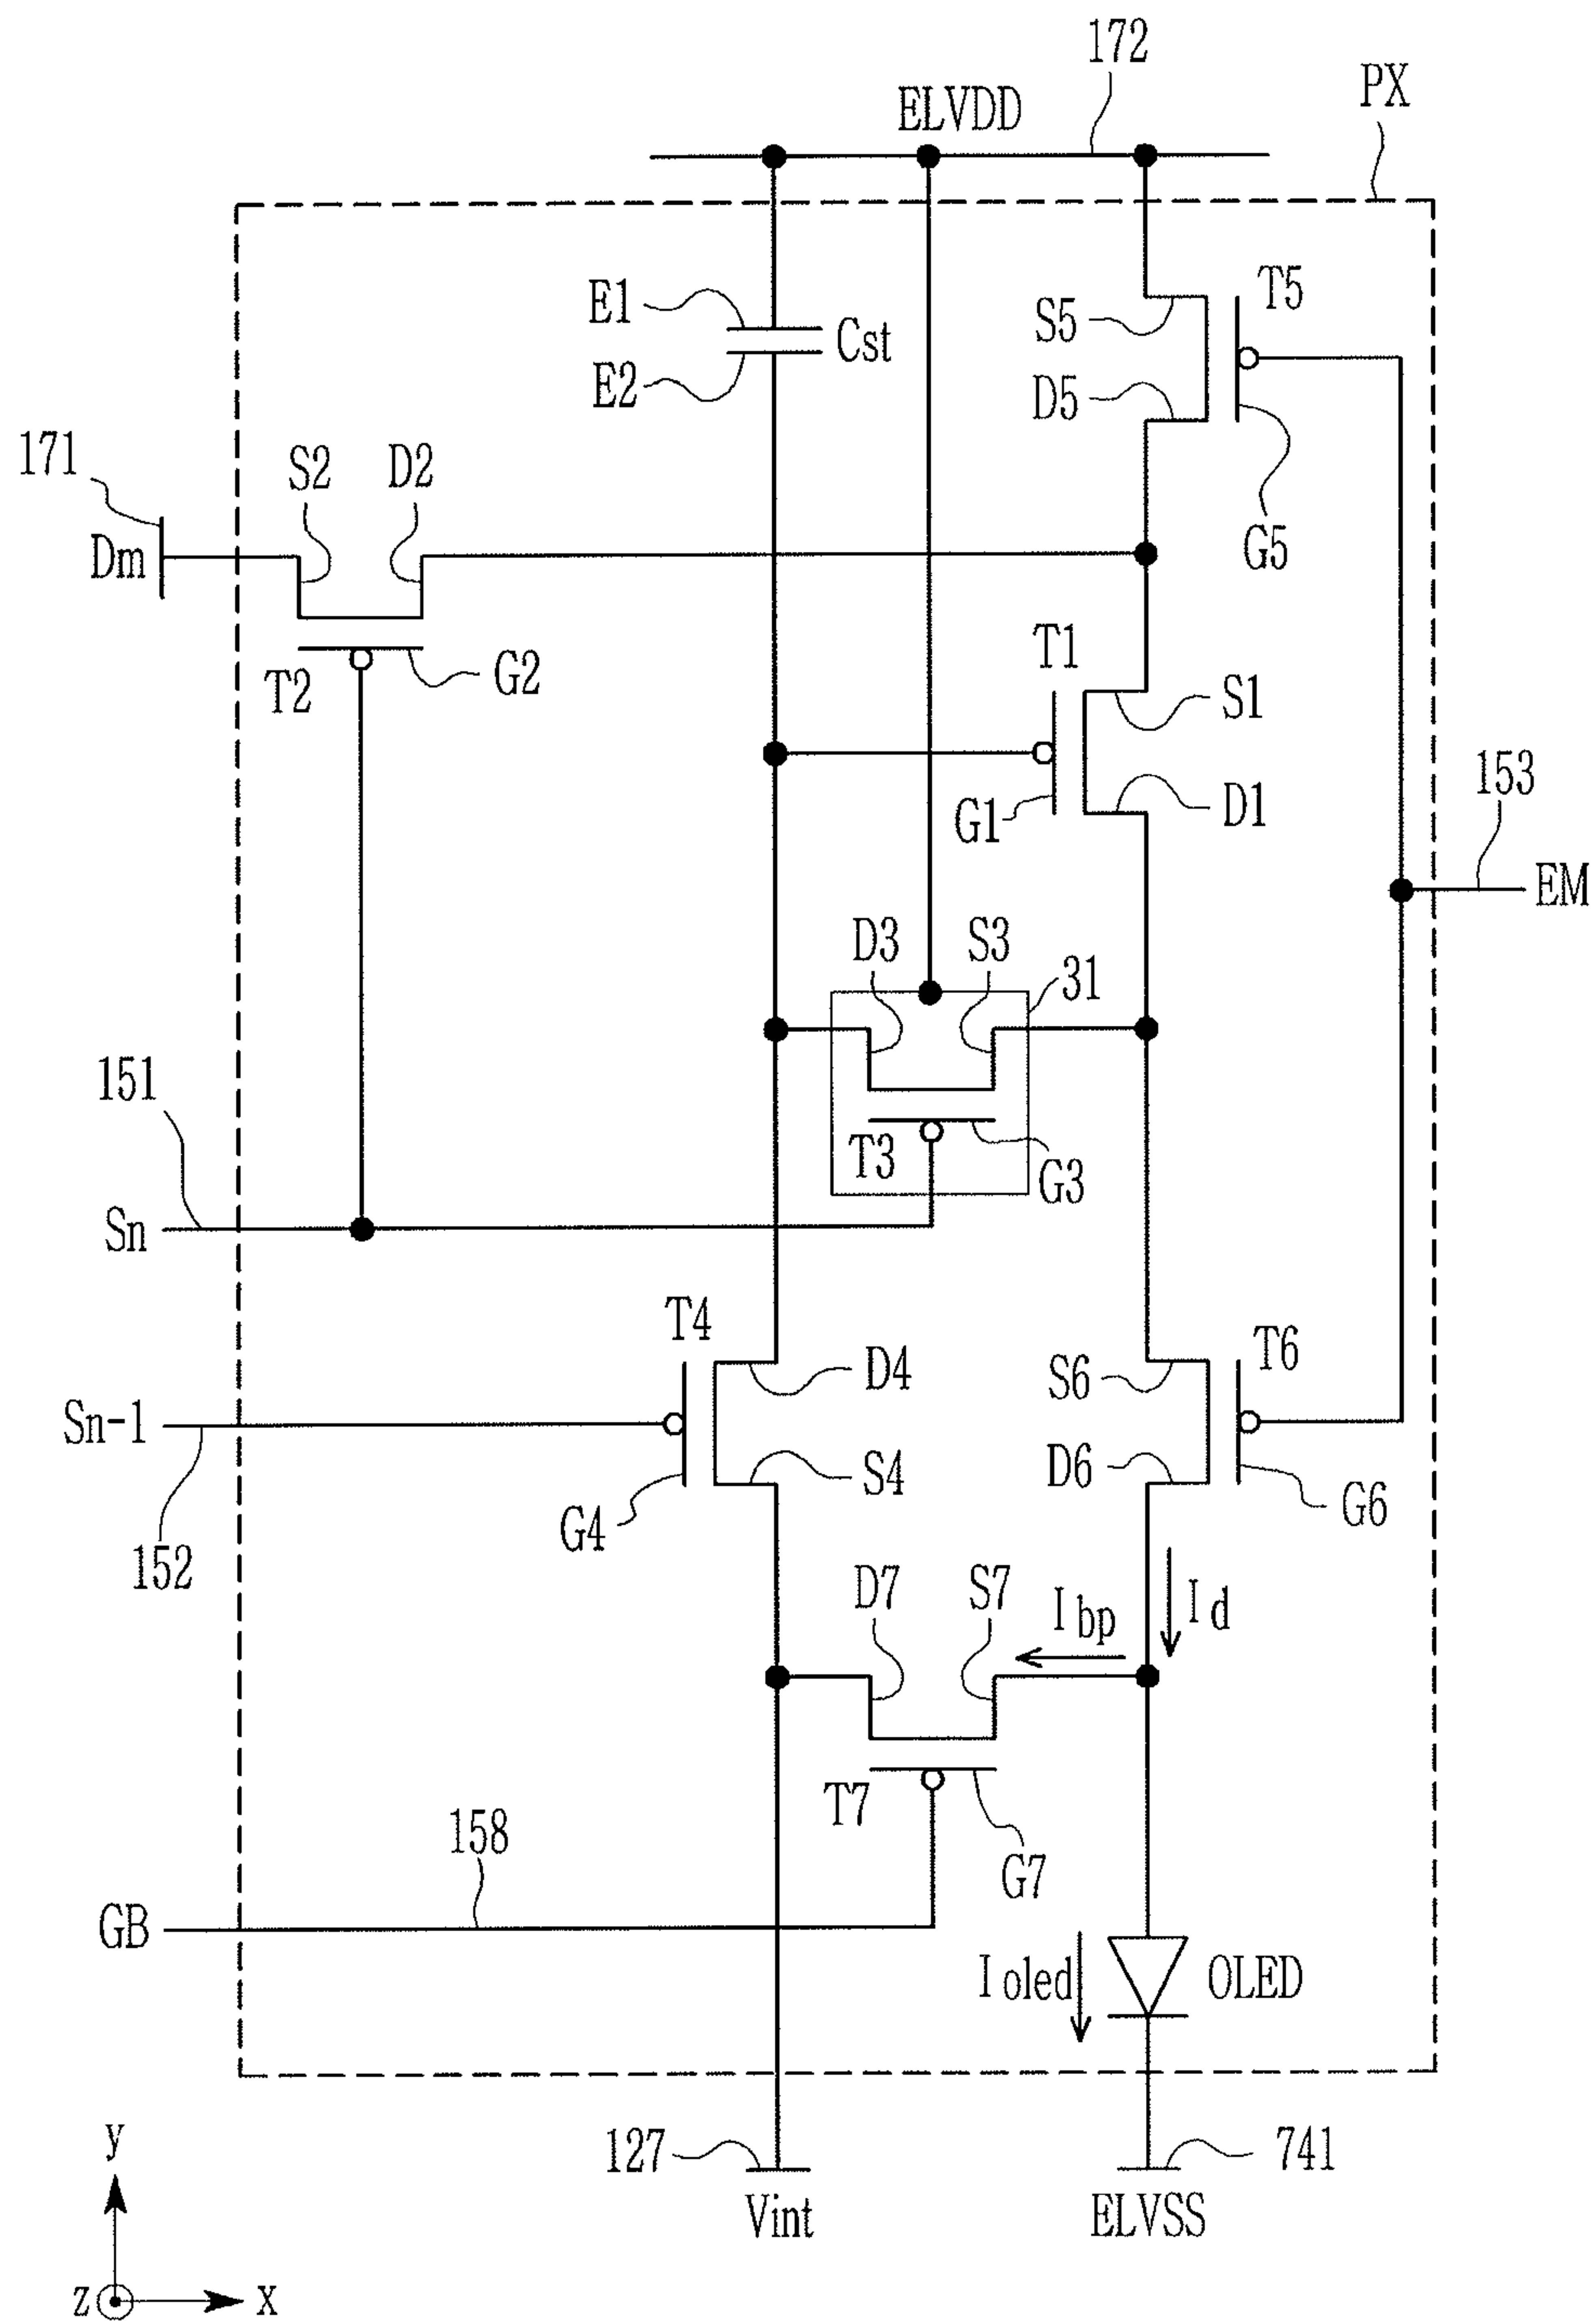 172
PX
ELVDD
T5
E1
S5
Cst
E2
D5
171
S2
D2
G5
Dm
T1
T2
G2
S1
G1
D1
153
EM
D3
S3
31
151
T3
G3
Sn
T4
T6
D4
S6
Sn-1
S4
D6
G4
G6
152
D7
S7
I bp
I d
T7
158
G7
GB
I oled
OLED
127
741
Vint
ELVSS
y
z
x